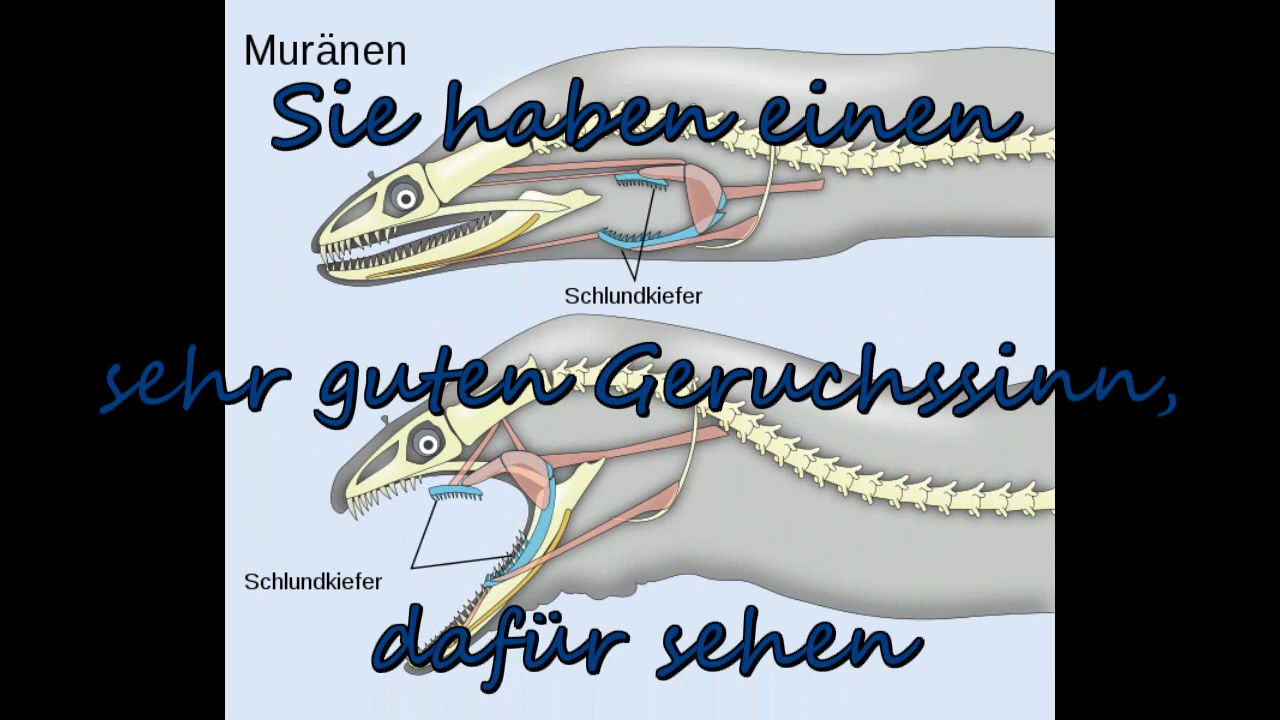 Muränen
Sie haben einen
Schlundkiefer
sehr guten Geruchssinn,
Schlundkiefer
dafür sehen